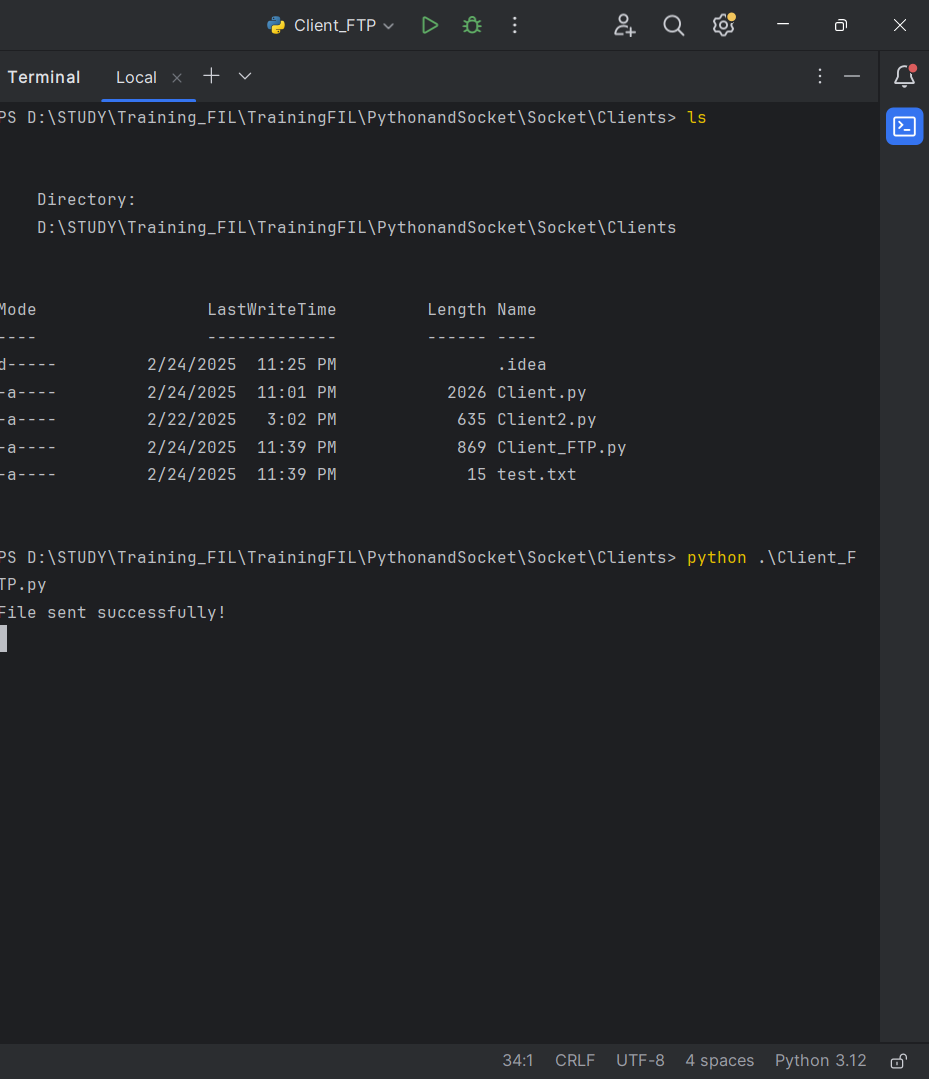 Client_FTP
Terminal Local
PS D:\STUDY\Training_FIL\TrainingFIL\PythonandSocket\Socket\Clients> ls
Directory:
D:\STUDY\Training_FIL\TrainingFIL\PythonandSocket\Socket\Clients
Mode LastWriteTime Length Name
---- ------------- ------ ----
d----- 2/24/2025 11:25 PM .idea
-a---- 2/24/2025 11:01 PM 2026 Client.py
-a---- 2/22/2025 3:02 PM 635 Client2.py
-a---- 2/24/2025 11:39 PM 869 Client_FTP.py
-a---- 2/24/2025 11:39 PM 15 test.txt
PS D:\STUDY\Training_FIL\TrainingFIL\PythonandSocket\Socket\Clients> python .\Client_F
TP.py
File sent successfully!
34:1 CRLF UTF-8 4 spaces Python 3.12